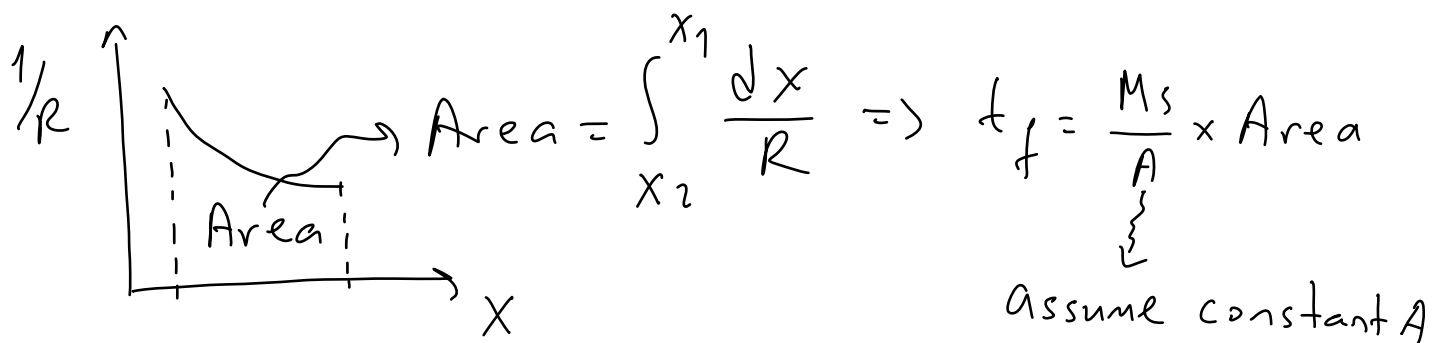 1/R
Area = ∫_{X2}^{X1} dx/R => t_f = Ms/A x Area
Area
X
assume constant A